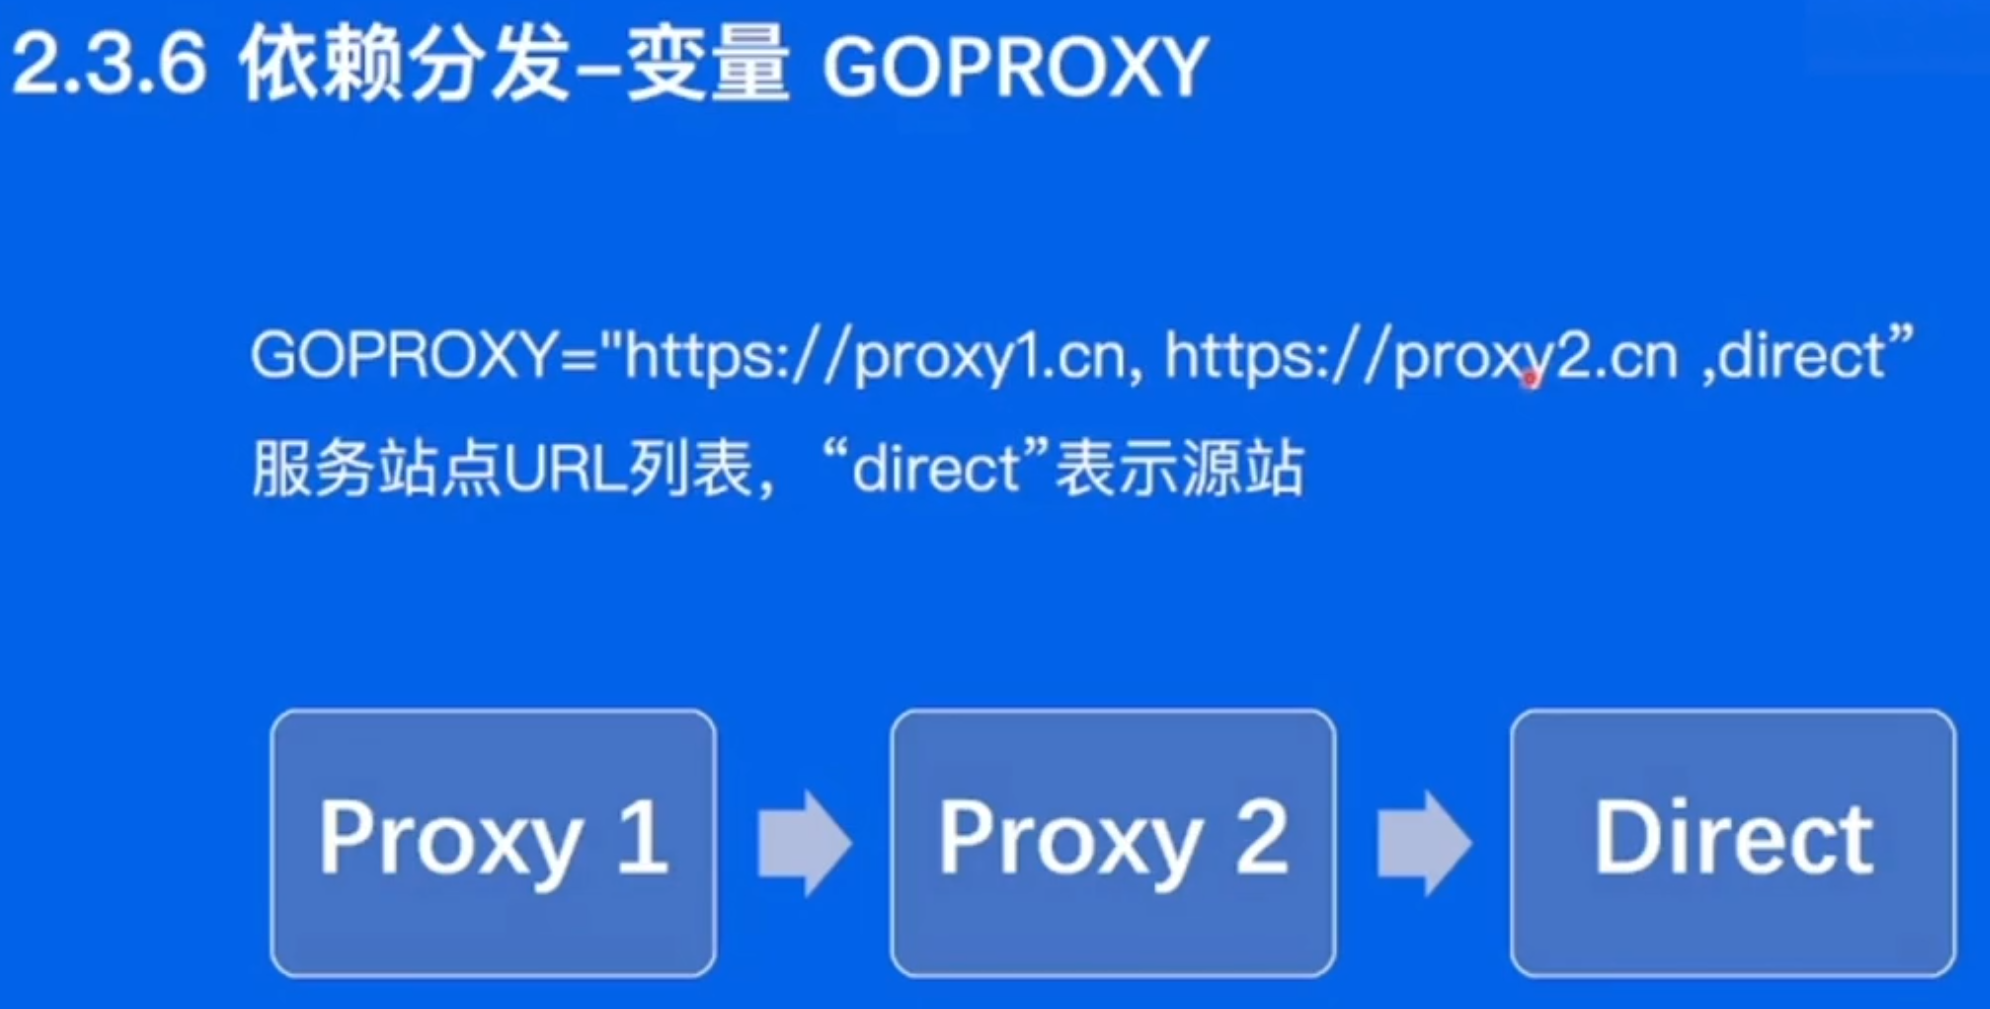 2.3.6 依赖分发–变量 GOPROXY
GOPROXY="https://proxy1.cn, https://proxy2.cn ,direct”
服务站点URL列表，“direct”表示源站
Proxy 1
Proxy 2
Direct